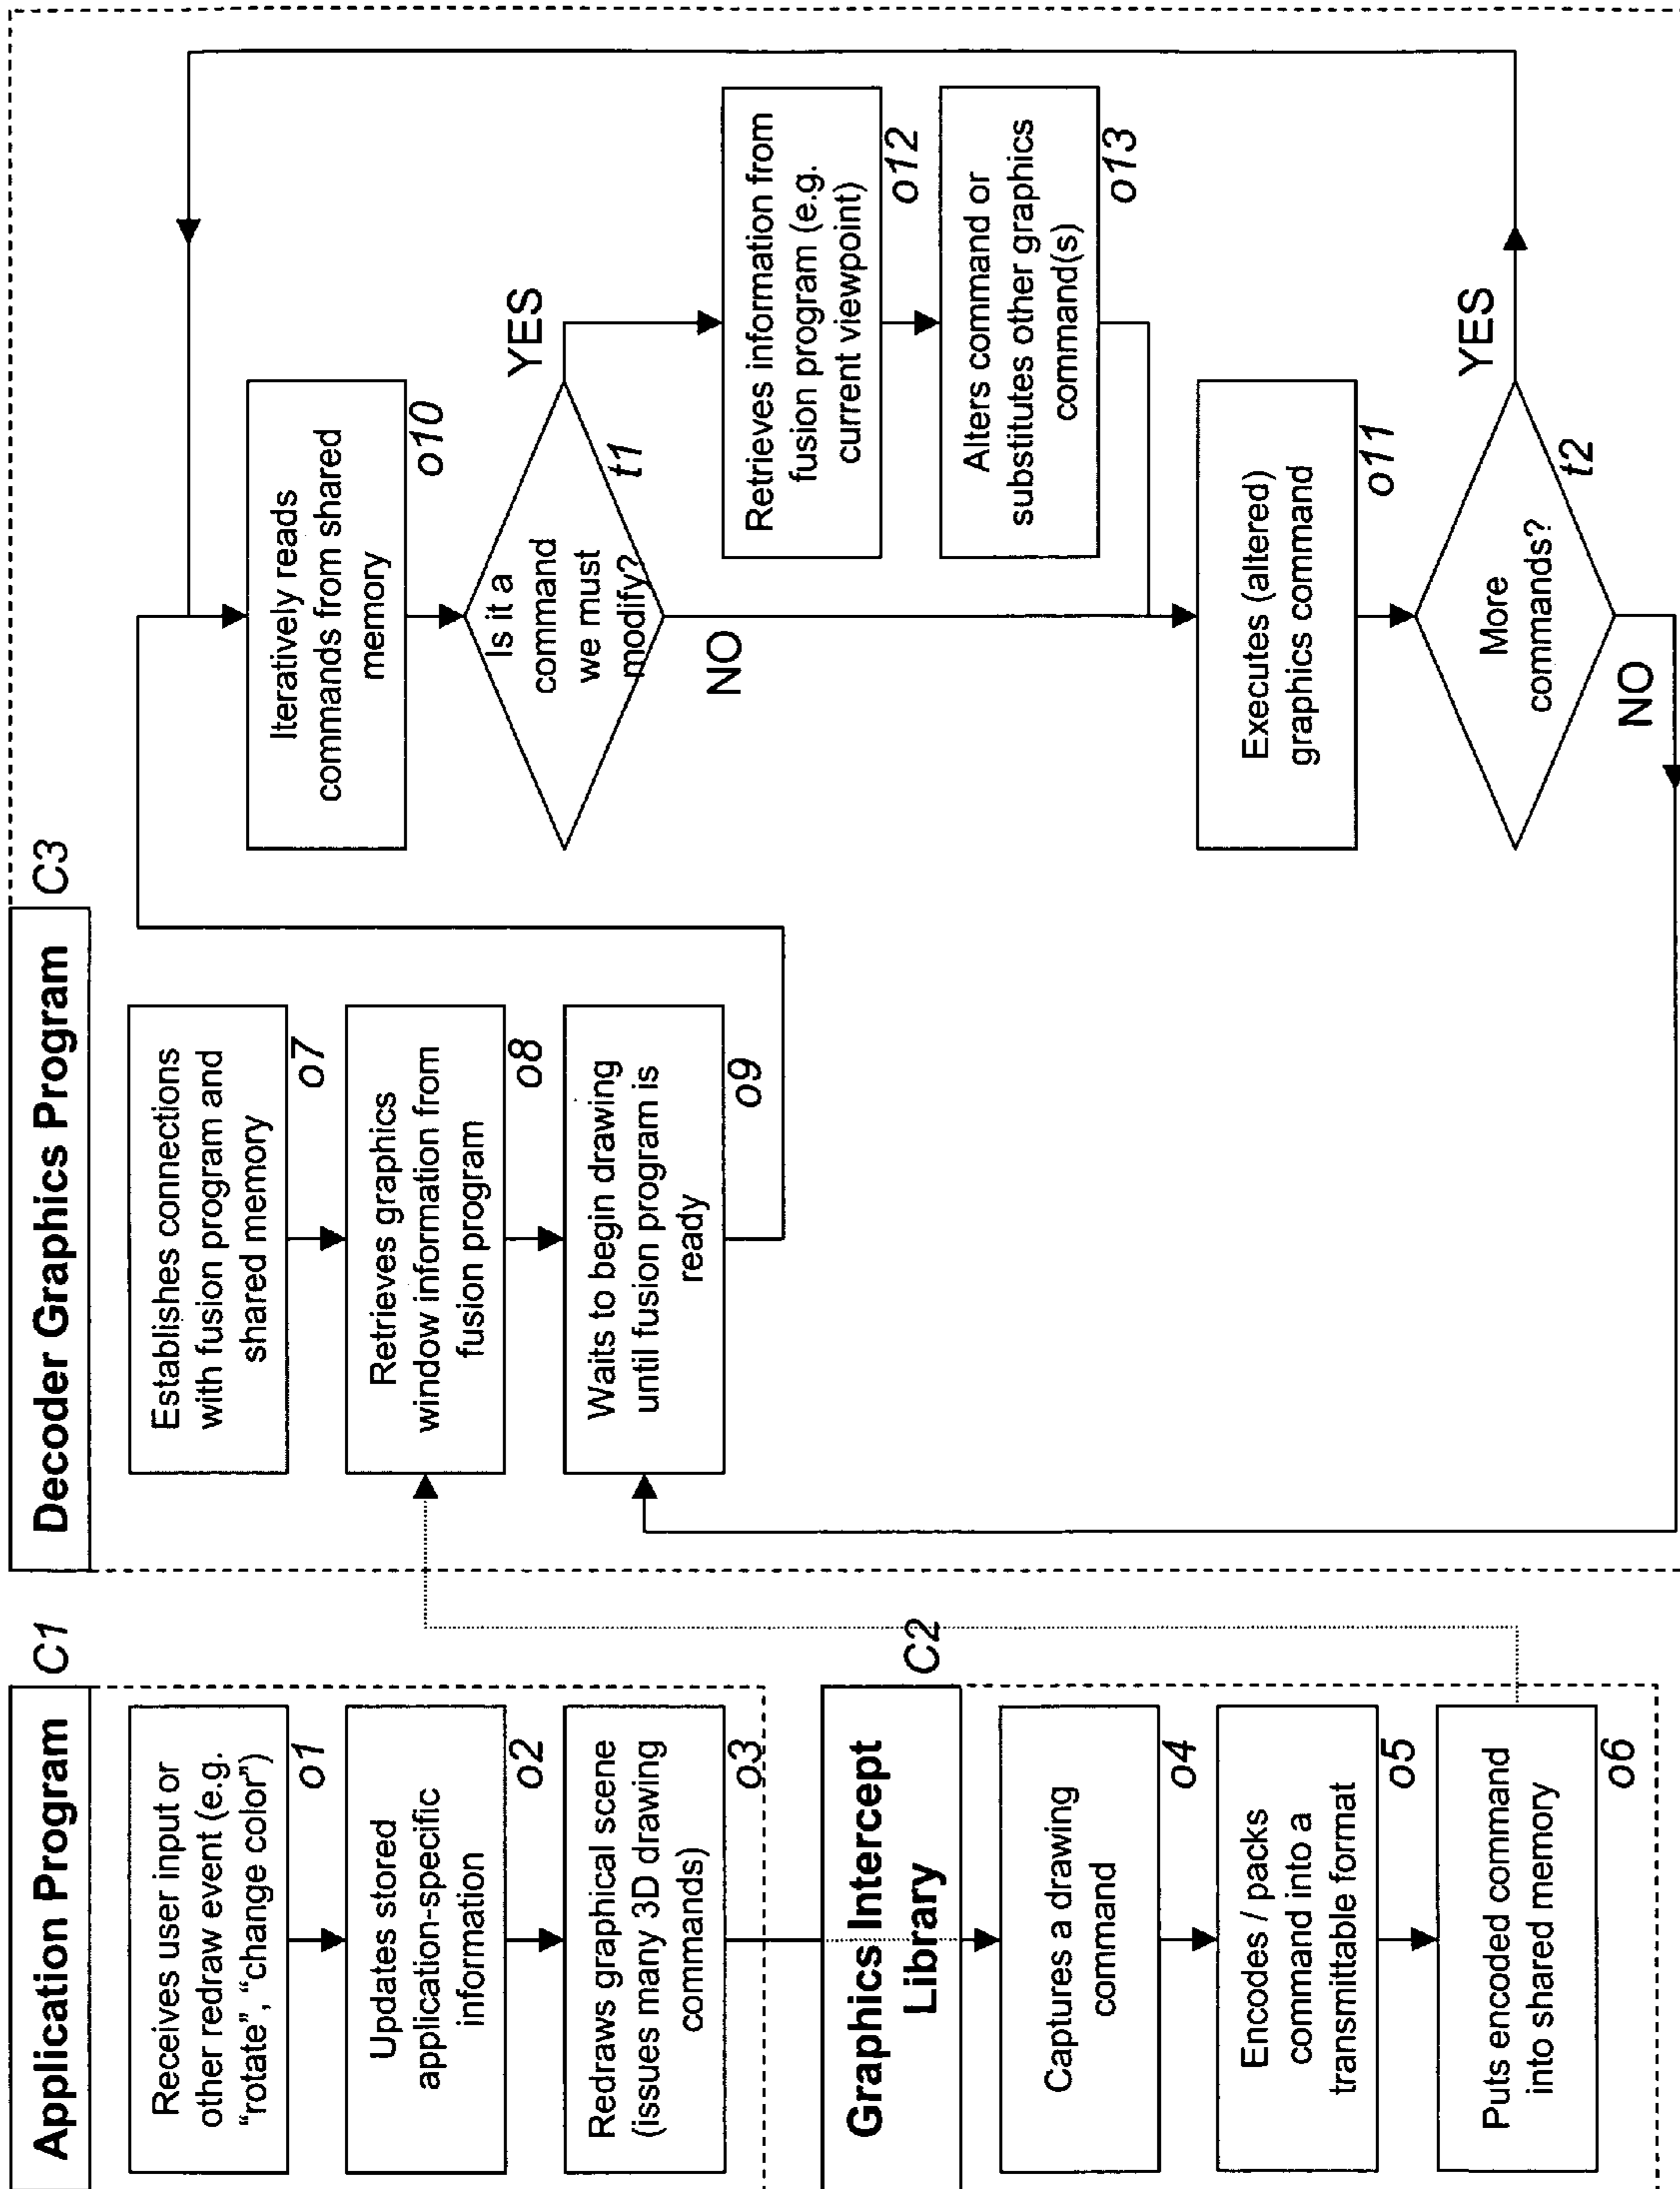 Application Program
C1
Receives user input or
other redraw event (e.g.
“rotate”, “change color”)
o1
Updates stored
application-specific
information
o2
Redraws graphical scene
(issues many 3D drawing
commands)
o3
Graphics Intercept
Library
C2
Captures a drawing
command
o4
Encodes / packs
command into a
transmittable format
o5
Puts encoded command
into shared memory
o6
Decoder Graphics Program
C3
Establishes connections
with fusion program and
shared memory
o7
Retrieves graphics
window information from
fusion program
o8
Waits to begin drawing
until fusion program is
ready
o9
Iteratively reads
commands from shared
memory
o10
Is it a
command
we must
modify?
t1
YES
NO
Retrieves information from
fusion program (e.g.
current viewpoint)
o12
Alters command or
substitutes other graphics
command(s)
o13
Executes (altered)
graphics command
o11
More
commands?
t2
YES
NO